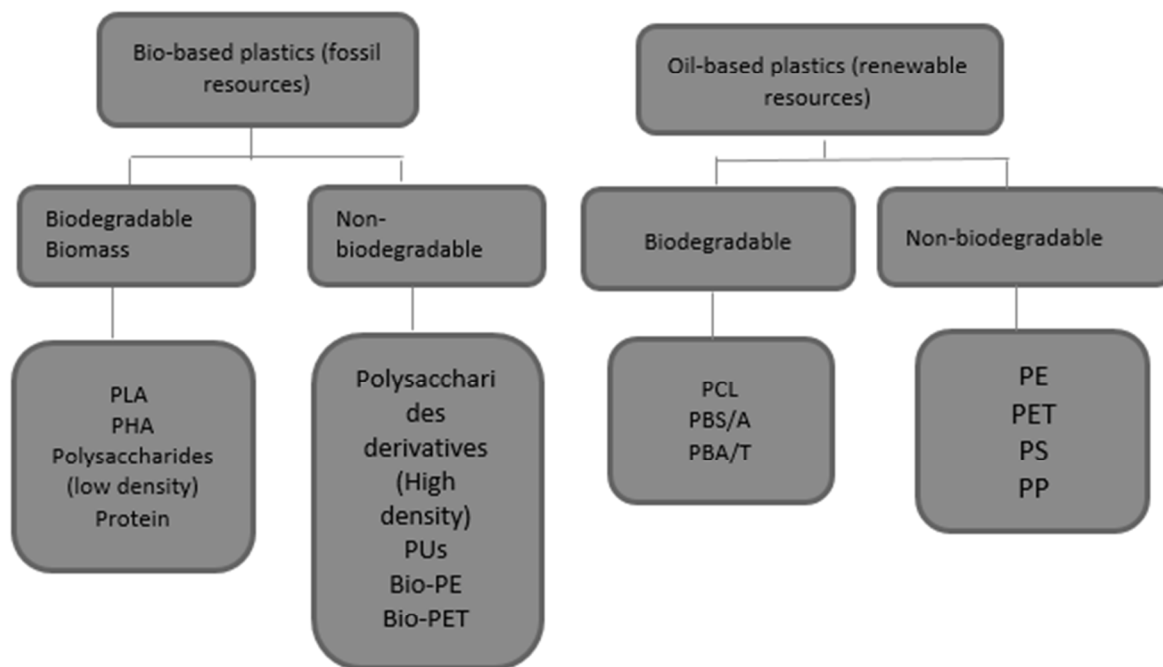 Bio-based plastics (fossil
resources)
Oil-based plastics (renewable
resources)
Biodegradable
Biomass
Non-
biodegradable
Biodegradable
Non-biodegradable
PLA
PHA
Polysaccharides
(low density)
Protein
Polysacchari
des
derivatives
(High
density)
PUs
Bio-PE
Bio-PET
PCL
PBS/A
PBA/T
PE
PET
PS
PP